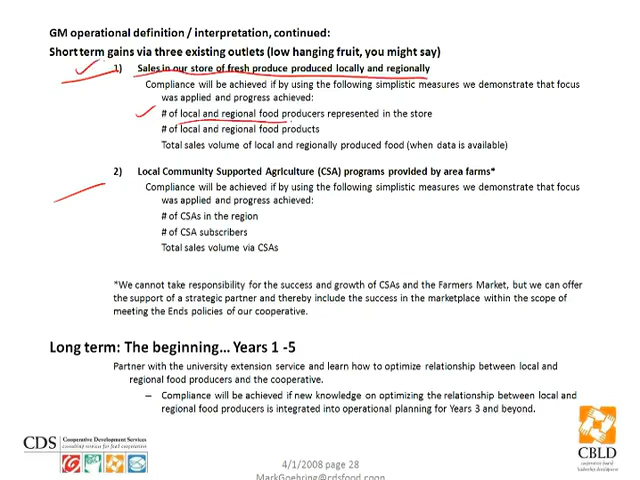 GM operational definition / interpretation, continued:
Short term gains via three existing outlets (low hanging fruit, you might say)
1) Sales in our store of fresh produce produced locally and regionally
Compliance will be achieved if by using the following simplistic measures we demonstrate that focus
was applied and progress achieved:
# of local and regional food producers represented in the store
# of local and regional food products
Total sales volume of local and regionally produced food (when data is available)
2) Local Community Supported Agriculture (CSA) programs provided by area farms*
Compliance will be achieved if by using the following simplistic measures we demonstrate that focus
was applied and progress achieved:
# of CSAs in the region
# of CSA subscribers
Total sales volume via CSAs
*We cannot take responsibility for the success and growth of CSAs and the Farmers Market, but we can offer
the support of a strategic partner and thereby include the success in the marketplace within the scope of
meeting the Ends policies of our cooperative.
Long term: The beginning... Years 1 -5
Partner with the university extension service and learn how to optimize relationship between local and
regional food producers and the cooperative.
– Compliance will be achieved if new knowledge on optimizing the relationship between local and
regional food producers is integrated into operational planning for Years 3 and beyond.
CDS Cooperative Development Services
consulting services for food cooperatives
CBLD
cooperative board
leadership development
4/1/2008 page 28
MarkGoehring@cdsfood.coop